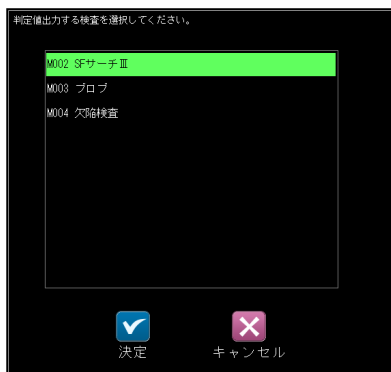 判定値出力する検査を選択してください。
M002 SFサーチⅢ
M003 ブロブ
M004 欠陥検査
決定
キャンセル